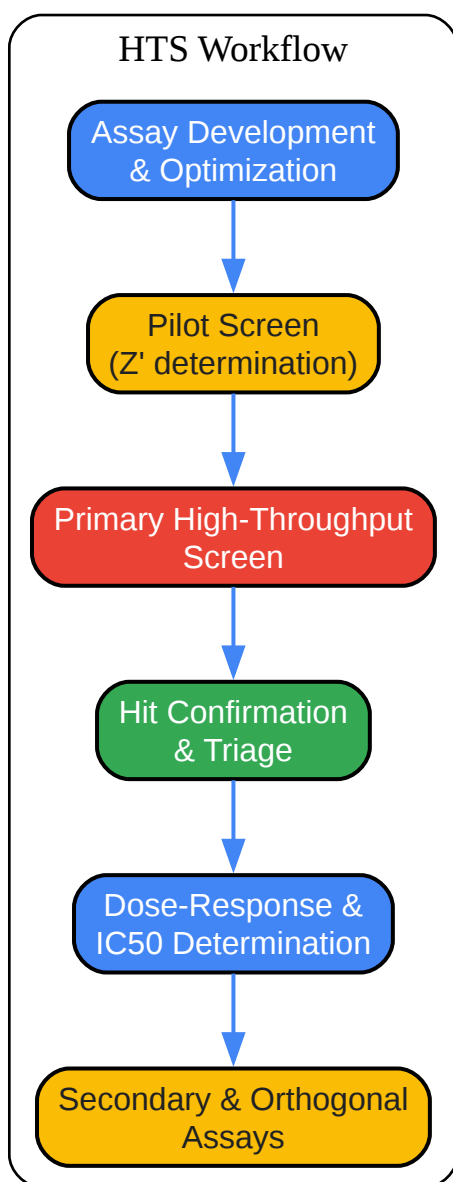 HTS Workflow
Assay Development
& Optimization
Pilot Screen
(Z' determination)
Primary High-Throughput
Screen
Hit Confirmation
& Triage
Dose-Response &
IC50 Determination
Secondary & Orthogonal
Assays